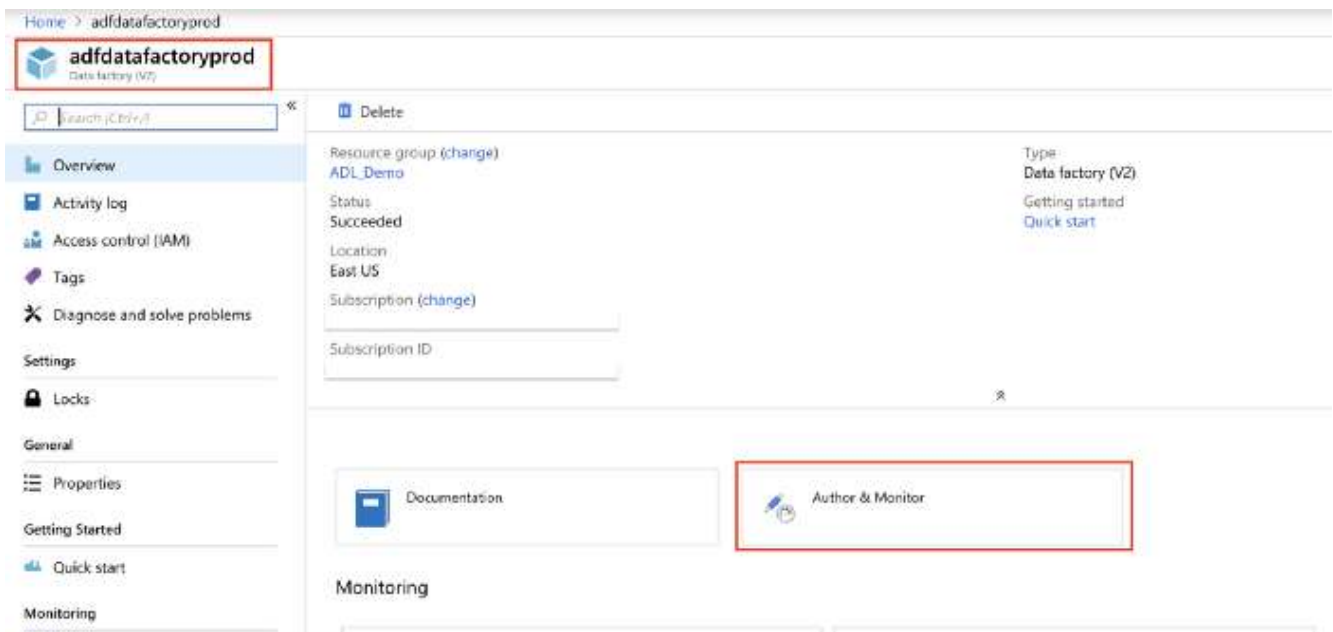 Home > adfdatafactoryprod
adfdatafactoryprod
Data factory (V2)
Search (Ctrl+/)
«
Delete
Overview
Activity log
Access control (IAM)
Tags
Diagnose and solve problems
Settings
Locks
General
Properties
Getting Started
Quick start
Monitoring
Resource group (change)
ADL_Demo
Status
Succeeded
Location
East US
Subscription (change)
Subscription ID
Type
Data factory (V2)
Getting started
Quick start
Documentation
Author & Monitor
Monitoring